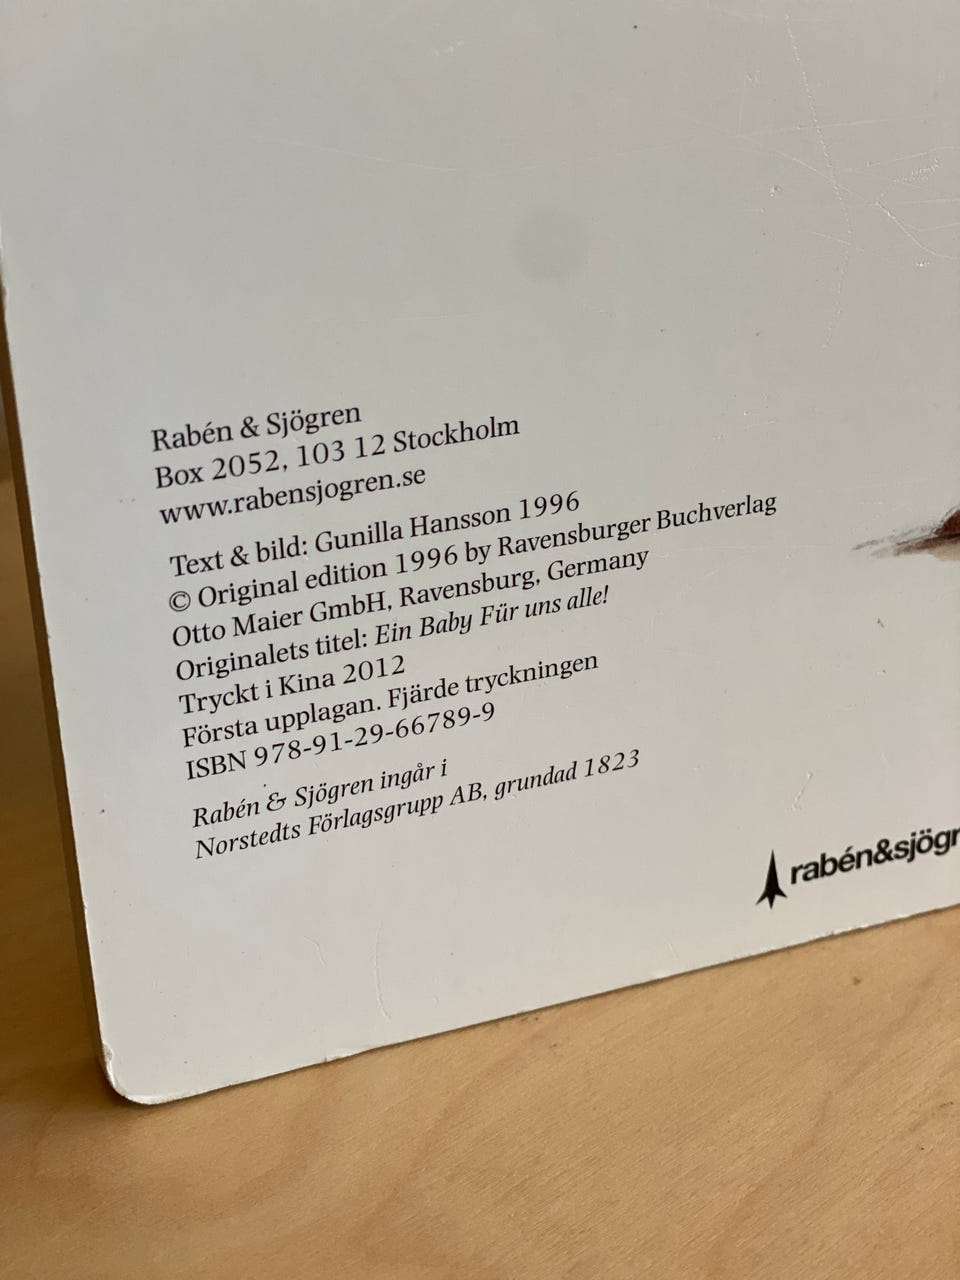 Rabén & Sjögren
Box 2052, 103 12 Stockholm
www.rabensjogren.se
Text & bild: Gunilla Hansson 1996
© Original edition 1996 by Ravensburger Buchverlag
Otto Maier GmbH, Ravensburg, Germany
Originalets titel: Ein Baby Für uns alle!
Tryckt i Kina 2012
Första upplagan. Fjärde tryckningen
ISBN 978-91-29-66789-9
Rabén & Sjögren ingår i
Norstedts Förlagsgrupp AB, grundad 1823
rabén&sjögr